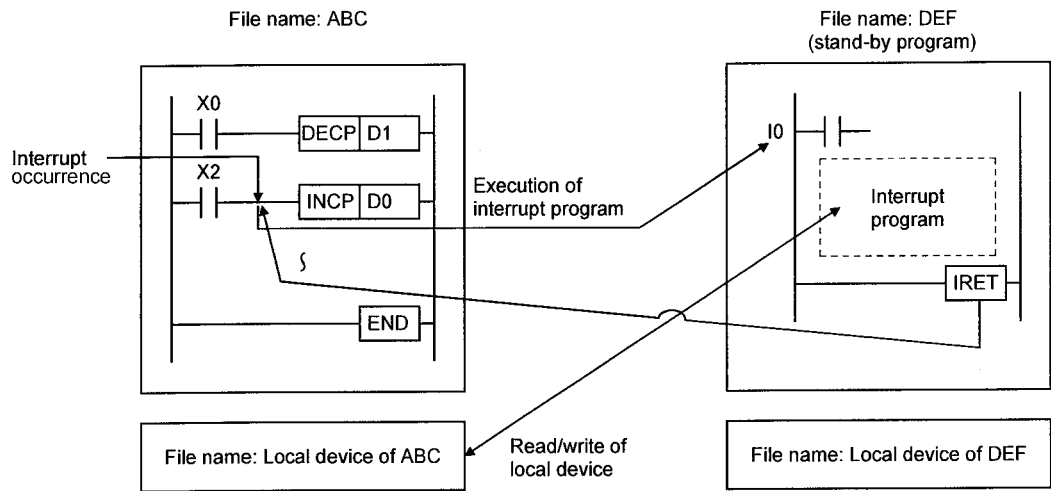 File name: ABC
File name: DEF
(stand-by program)
X0
DECP D1
Interrupt
occurrence
X2
INCP D0
END
Execution of
interrupt program
I0
Interrupt
program
IRET
File name: Local device of ABC
Read/write of
local device
File name: Local device of DEF